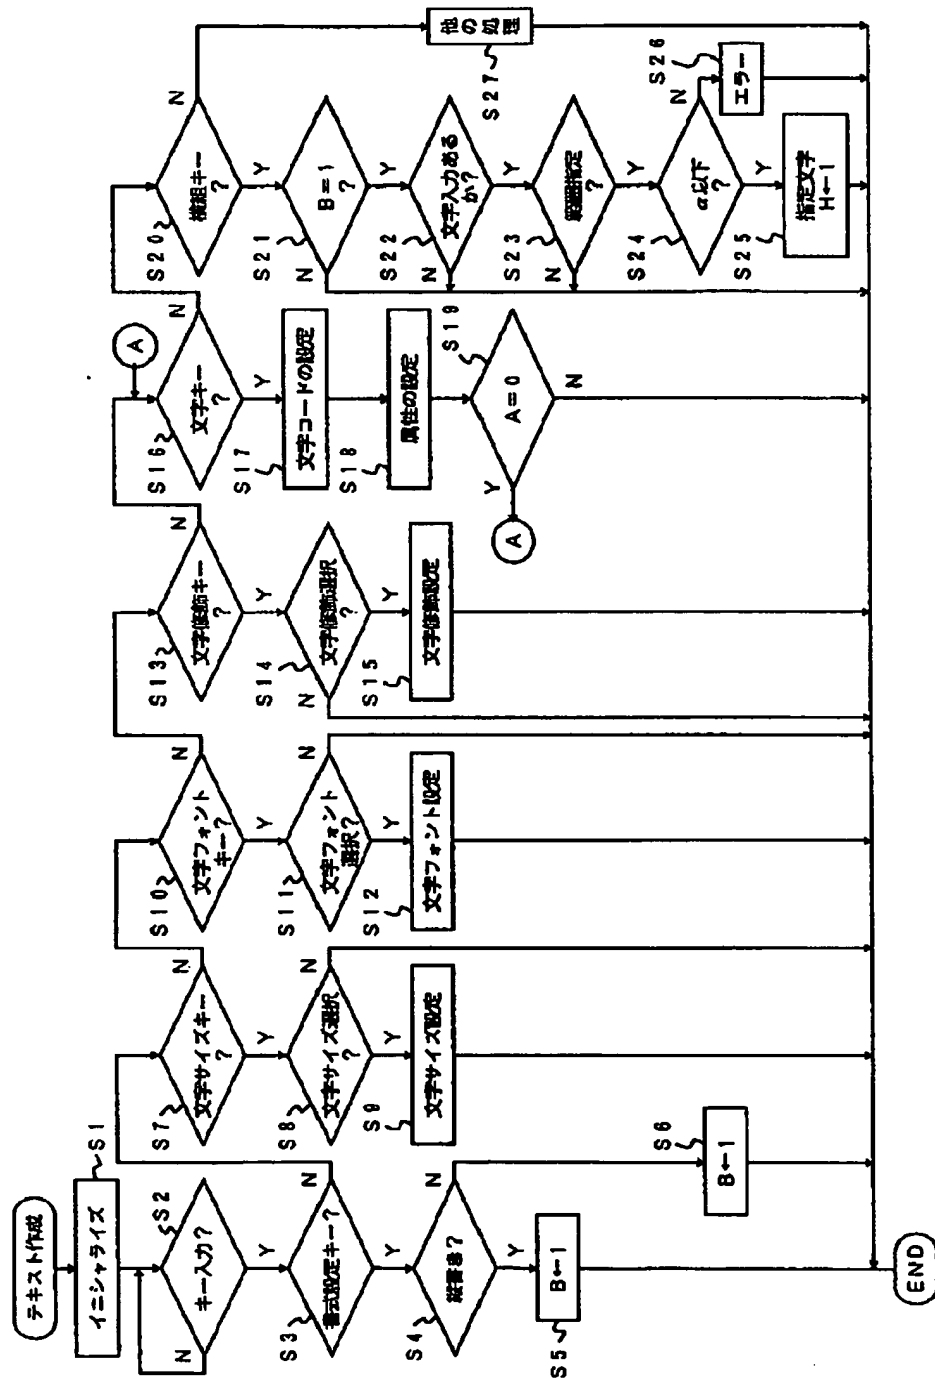 テキスト作成
イニシャライズ
S1
キー入力?
S2
N
Y
書式設定キー?
S3
N
Y
縦書き?
S4
N
Y
B←1
S5
B←1
S6
文字サイズキー
?
S7
N
Y
文字サイズ選択
?
S8
N
Y
文字サイズ設定
S9
文字フォント
キー?
S10
N
Y
文字フォント
選択?
S11
N
Y
文字フォント設定
S12
文字修飾キー
?
S13
N
Y
文字修飾選択
?
S14
N
Y
文字修飾設定
S15
A
文字キー
?
S16
N
Y
文字コードの設定
S17
属性の設定
S18
A=0
S19
Y
N
A
横組キー
?
S20
N
Y
B=1
?
S21
N
Y
文字入力ある
か?
S22
N
Y
範囲指定
?
S23
N
Y
α以下
?
S24
N
Y
指定文字
H←1
S25
エラー
S26
他の処理
S27
END